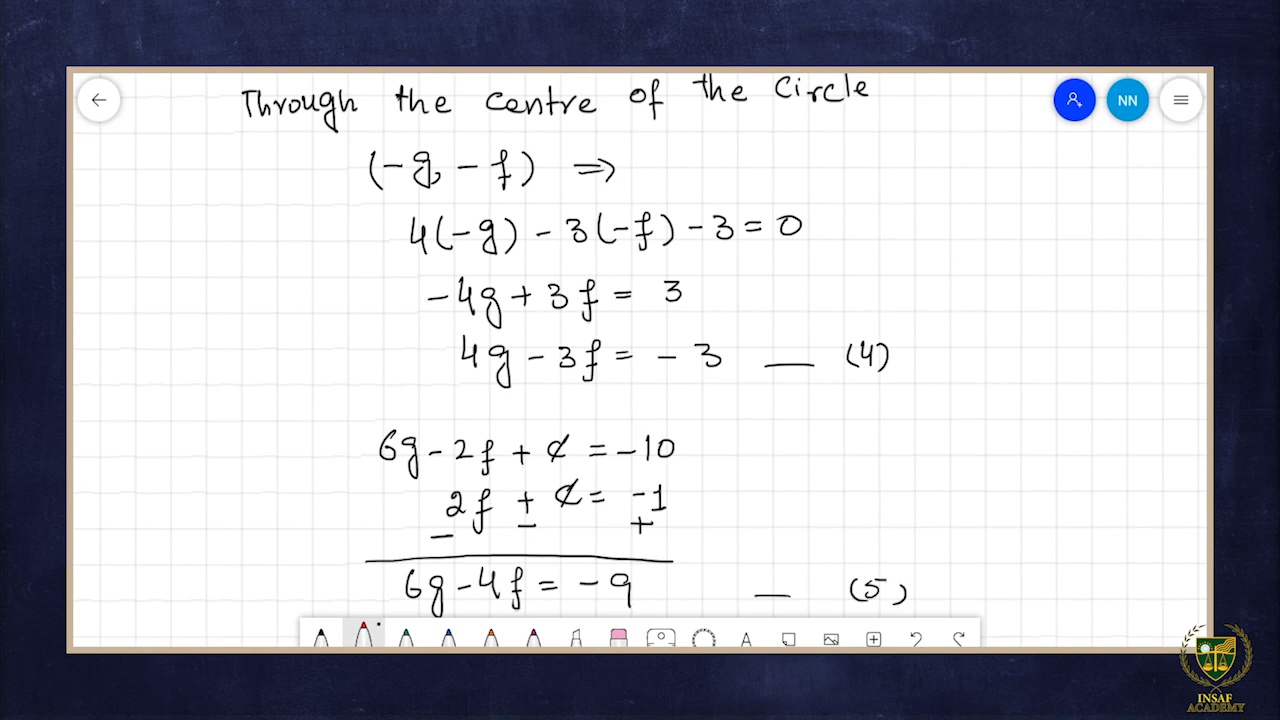 Through the centre of the circle
(-g - f) ⇒
4(-g) - 3(-f) - 3 = 0
-4g + 3f = 3
4g - 3f = -3 — (4)
6g - 2f + c = -10
2f + c = -1
- - +
6g - 4f = -9 — (5)
NN
A
INSAF
ACADEMY